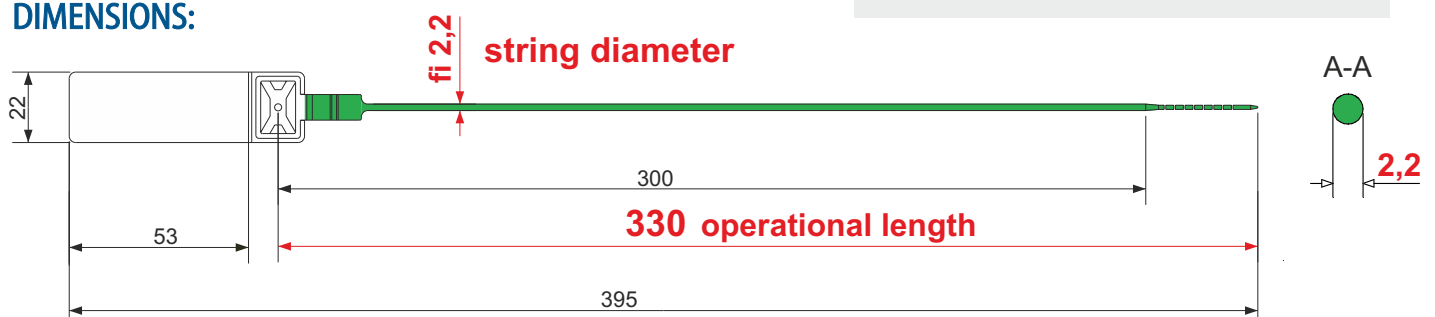 DIMENSIONS:
fi 2,2
string diameter
A-A
22
2,2
300
330 operational length
53
395